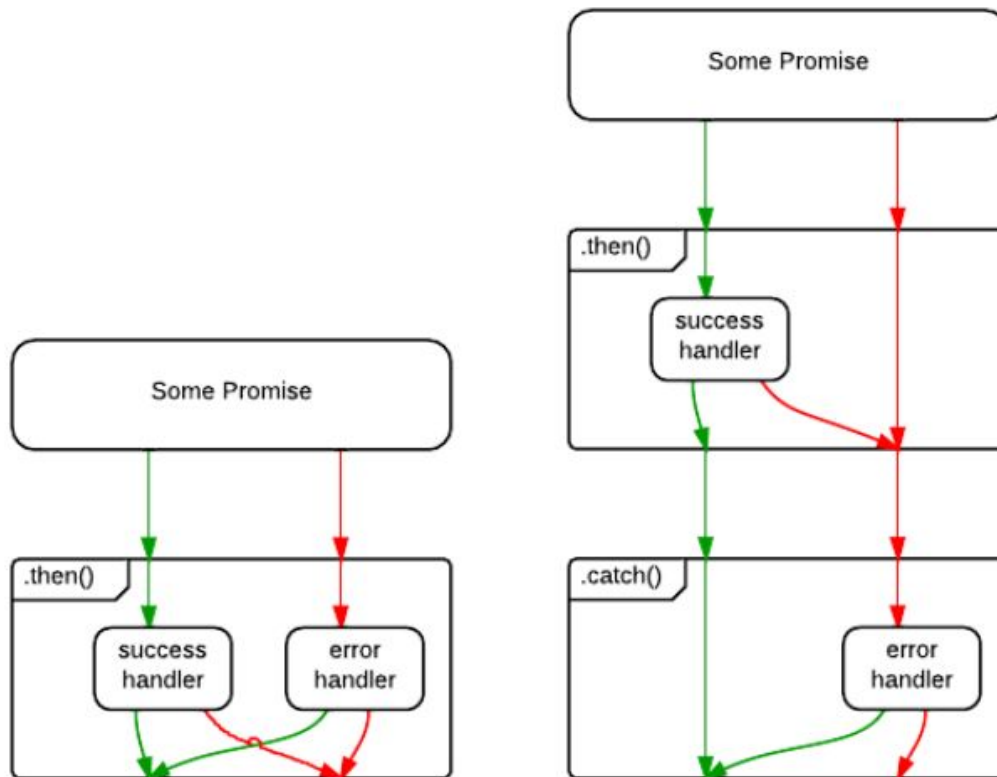 Some Promise
.then()
success
handler
error
handler
Some Promise
.then()
success
handler
.catch()
error
handler